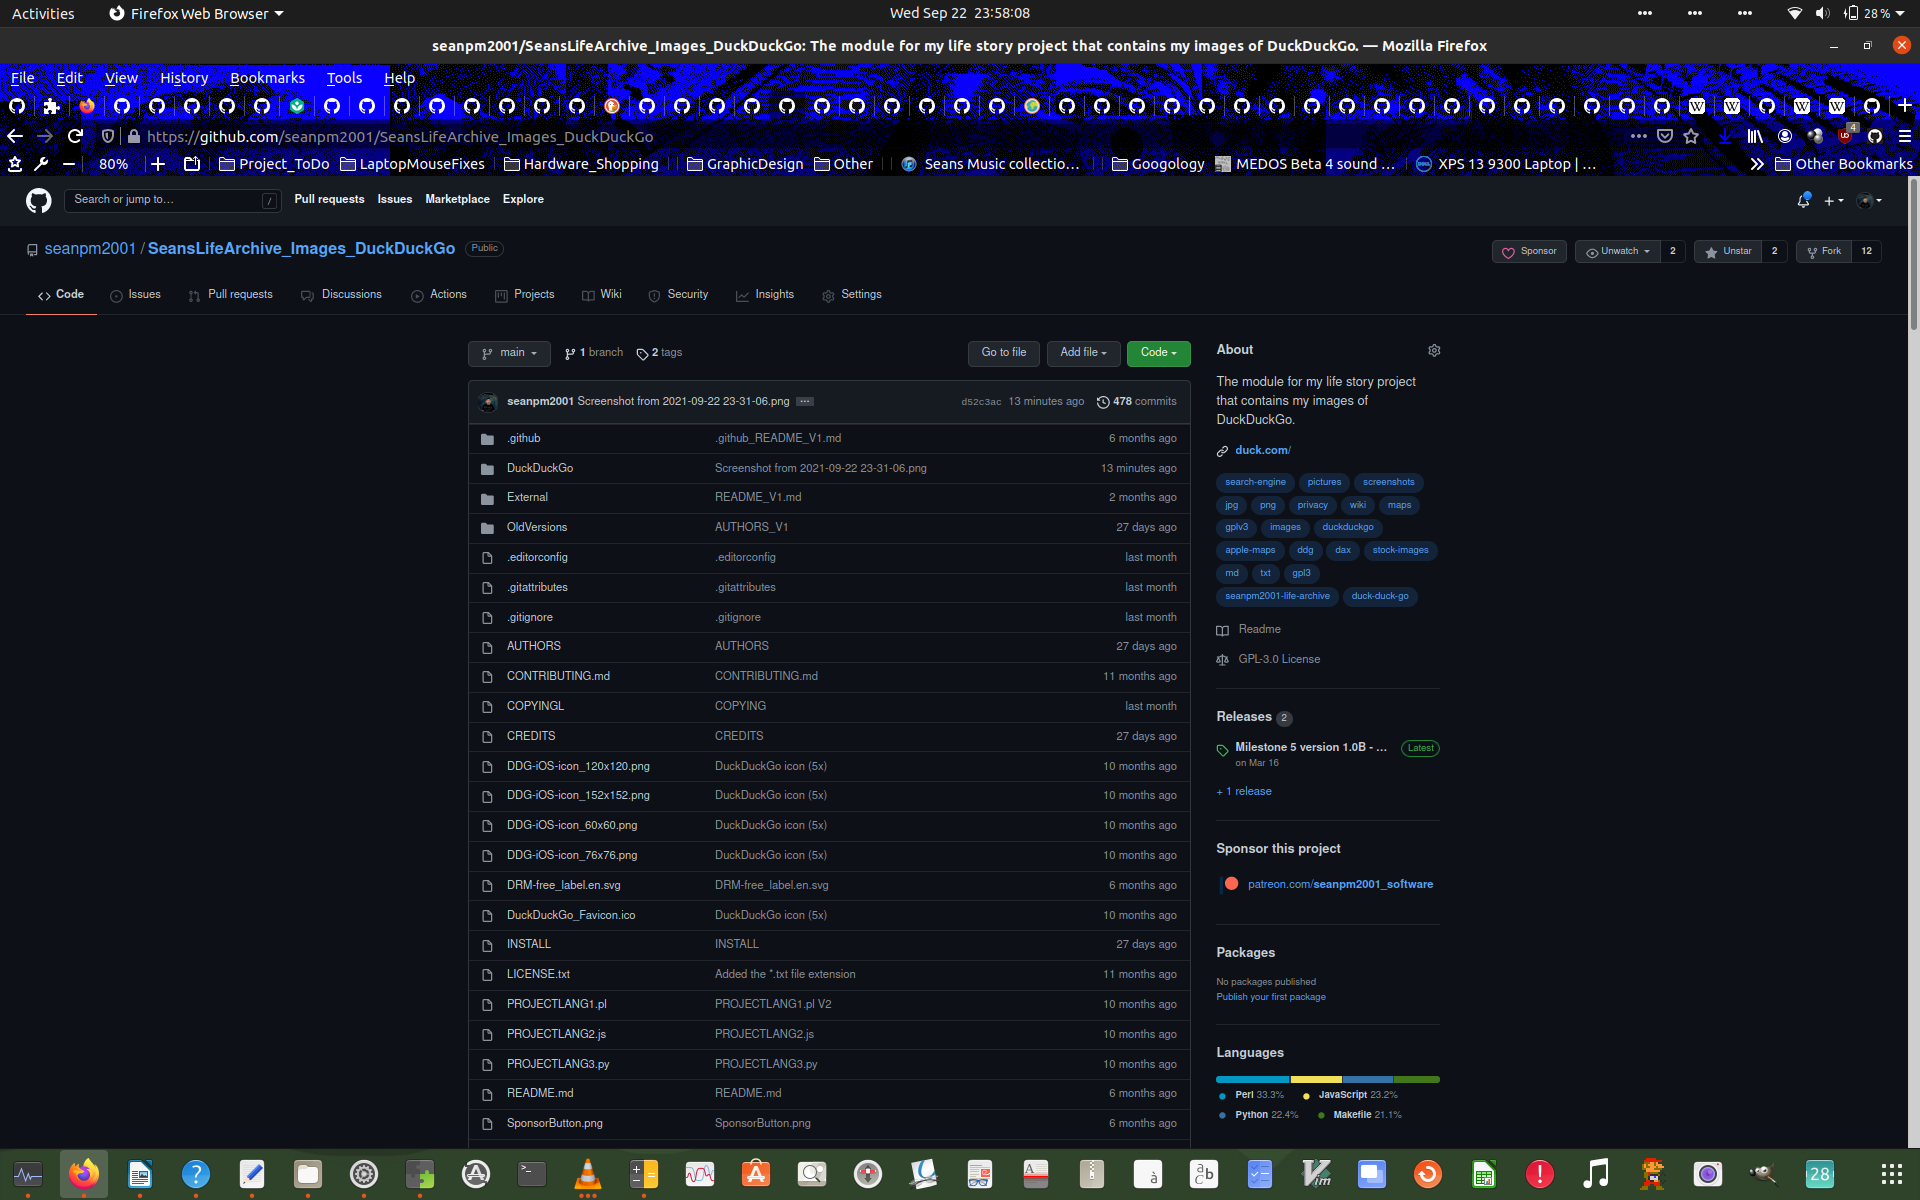 Activities Firefox Web Browser Wed Sep 22 23:58:08 28 %
seanpm2001/SeansLifeArchive_Images_DuckDuckGo: The module for my life story project that contains my images of DuckDuckGo. — Mozilla Firefox
File Edit View History Bookmarks Tools Help
https://github.com/seanpm2001/SeansLifeArchive_Images_DuckDuckGo 4
80% Project_ToDo LaptopMouseFixes Hardware_Shopping GraphicDesign Other Seans Music collectio… Googology MEDOS Beta 4 sound … XPS 13 9300 Laptop | … Other Bookmarks
Search or jump to… / Pull requests Issues Marketplace Explore
seanpm2001 / SeansLifeArchive_Images_DuckDuckGo Public Sponsor Unwatch 2 Unstar 2 Fork 12
Code Issues Pull requests Discussions Actions Projects Wiki Security Insights Settings
main 1 branch 2 tags Go to file Add file Code
seanpm2001 Screenshot from 2021-09-22 23-31-06.png ... d52c3ac 13 minutes ago 478 commits
.github .github_README_V1.md 6 months ago
DuckDuckGo Screenshot from 2021-09-22 23-31-06.png 13 minutes ago
External README_V1.md 2 months ago
OldVersions AUTHORS_V1 27 days ago
.editorconfig .editorconfig last month
.gitattributes .gitattributes last month
.gitignore .gitignore last month
AUTHORS AUTHORS 27 days ago
CONTRIBUTING.md CONTRIBUTING.md 11 months ago
COPYINGL COPYING last month
CREDITS CREDITS 27 days ago
DDG-iOS-icon_120x120.png DuckDuckGo icon (5x) 10 months ago
DDG-iOS-icon_152x152.png DuckDuckGo icon (5x) 10 months ago
DDG-iOS-icon_60x60.png DuckDuckGo icon (5x) 10 months ago
DDG-iOS-icon_76x76.png DuckDuckGo icon (5x) 10 months ago
DRM-free_label.en.svg DRM-free_label.en.svg 6 months ago
DuckDuckGo_Favicon.ico DuckDuckGo icon (5x) 10 months ago
INSTALL INSTALL 27 days ago
LICENSE.txt Added the *.txt file extension 11 months ago
PROJECTLANG1.pl PROJECTLANG1.pl V2 10 months ago
PROJECTLANG2.js PROJECTLANG2.js 10 months ago
PROJECTLANG3.py PROJECTLANG3.py 10 months ago
README.md README.md 6 months ago
SponsorButton.png SponsorButton.png 6 months ago
About
The module for my life story project
that contains my images of
DuckDuckGo.
duck.com/
search-engine pictures screenshots
jpg png privacy wiki maps
gplv3 images duckduckgo
apple-maps ddg dax stock-images
md txt gpl3
seanpm2001-life-archive duck-duck-go
Readme
GPL-3.0 License
Releases 2
Milestone 5 version 1.0B - ... Latest
on Mar 16
+ 1 release
Sponsor this project
patreon.com/seanpm2001_software
Packages
No packages published
Publish your first package
Languages
Perl 33.3% JavaScript 23.2%
Python 22.4% Makefile 21.1%
28